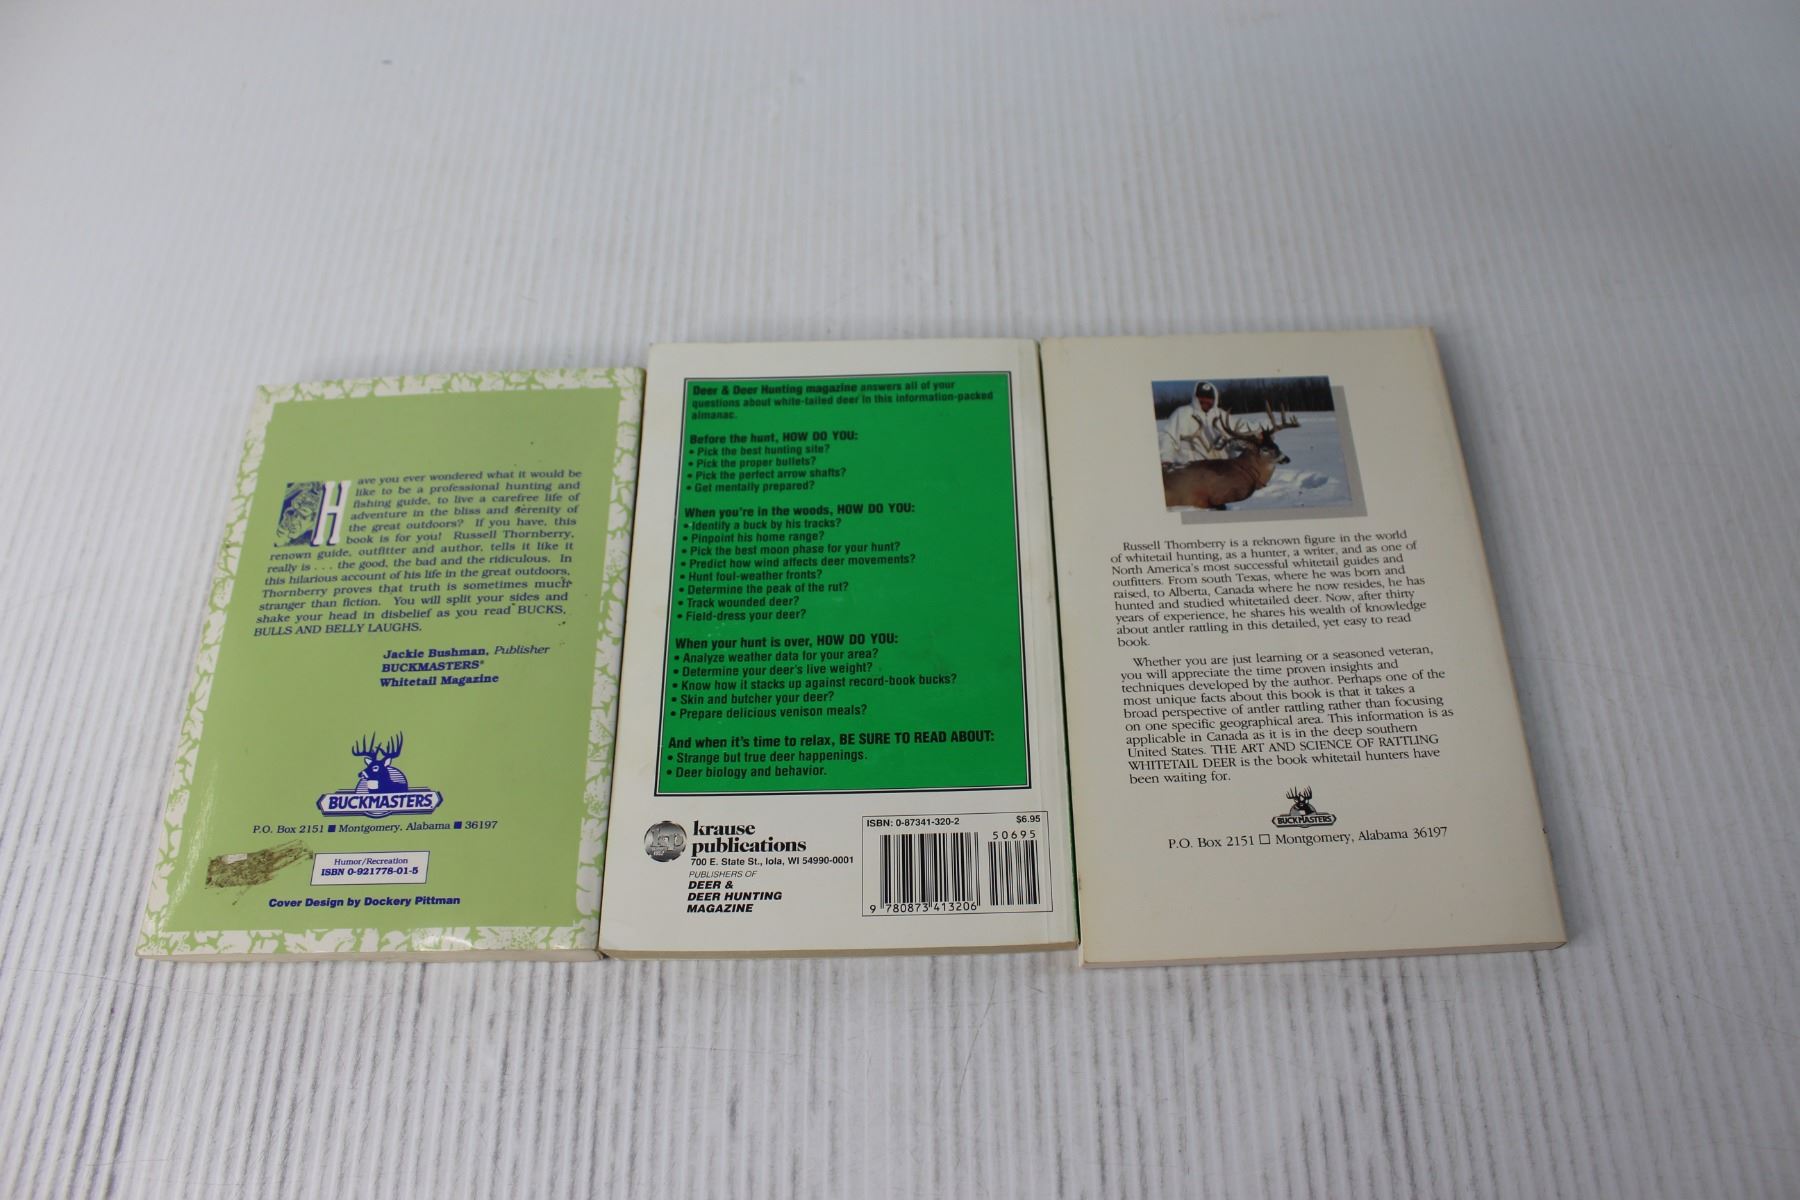 Have you ever wondered what it would be
like to be a professional hunting and
fishing guide, to live a carefree life of
adventure in the bliss and serenity of
the great outdoors? If you have, this
book is for you! Russell Thornberry,
renown guide, outfitter and author, tells it like it
really is . . . the good, the bad and the ridiculous. In
this hilarious account of his life in the great outdoors,
Thornberry proves that truth is sometimes much
stranger than fiction. You will split your sides and
shake your head in disbelief as you read BUCKS,
BULLS AND BELLY LAUGHS.
Jackie Bushman, Publisher
BUCKMASTERS®
Whitetail Magazine
BUCKMASTERS
P.O. Box 2151 ■ Montgomery, Alabama ■ 36197
Humor/Recreation
ISBN 0-921778-01-5
Cover Design by Dockery Pittman
Deer & Deer Hunting magazine answers all of your
questions about white-tailed deer in this information-packed
almanac.
Before the hunt, HOW DO YOU:
• Pick the best hunting site?
• Pick the proper bullets?
• Pick the perfect arrow shafts?
• Get mentally prepared?
When you're in the woods, HOW DO YOU:
• Identify a buck by his tracks?
• Pinpoint his home range?
• Pick the best moon phase for your hunt?
• Predict how wind affects deer movements?
• Hunt foul-weather fronts?
• Determine the peak of the rut?
• Track wounded deer?
• Field-dress your deer?
When your hunt is over, HOW DO YOU:
• Analyze weather data for your area?
• Determine your deer's live weight?
• Know how it stacks up against record-book bucks?
• Skin and butcher your deer?
• Prepare delicious venison meals?
And when it's time to relax, BE SURE TO READ ABOUT:
• Strange but true deer happenings.
• Deer biology and behavior.
kp
krause
publications
700 E. State St., Iola, WI 54990-0001
PUBLISHERS OF
DEER &
DEER HUNTING
MAGAZINE
ISBN: 0-87341-320-2 $6.95
50695
9 780873 413206
Russell Thornberry is a reknown figure in the world
of whitetail hunting, as a hunter, a writer, and as one of
North America's most successful whitetail guides and
outfitters. From south Texas, where he was born and
raised, to Alberta, Canada where he now resides, he has
hunted and studied whitetailed deer. Now, after thirty
years of experience, he shares his wealth of knowledge
about antler rattling in this detailed, yet easy to read
book.
Whether you are just learning or a seasoned veteran,
you will appreciate the time proven insights and
techniques developed by the author. Perhaps one of the
most unique facts about this book is that it takes a
broad perspective of antler rattling rather than focusing
on one specific geographical area. This information is as
applicable in Canada as it is in the deep southern
United States. THE ART AND SCIENCE OF RATTLING
WHITETAIL DEER is the book whitetail hunters have
been waiting for.
BUCKMASTERS
P.O. Box 2151 □ Montgomery, Alabama 36197